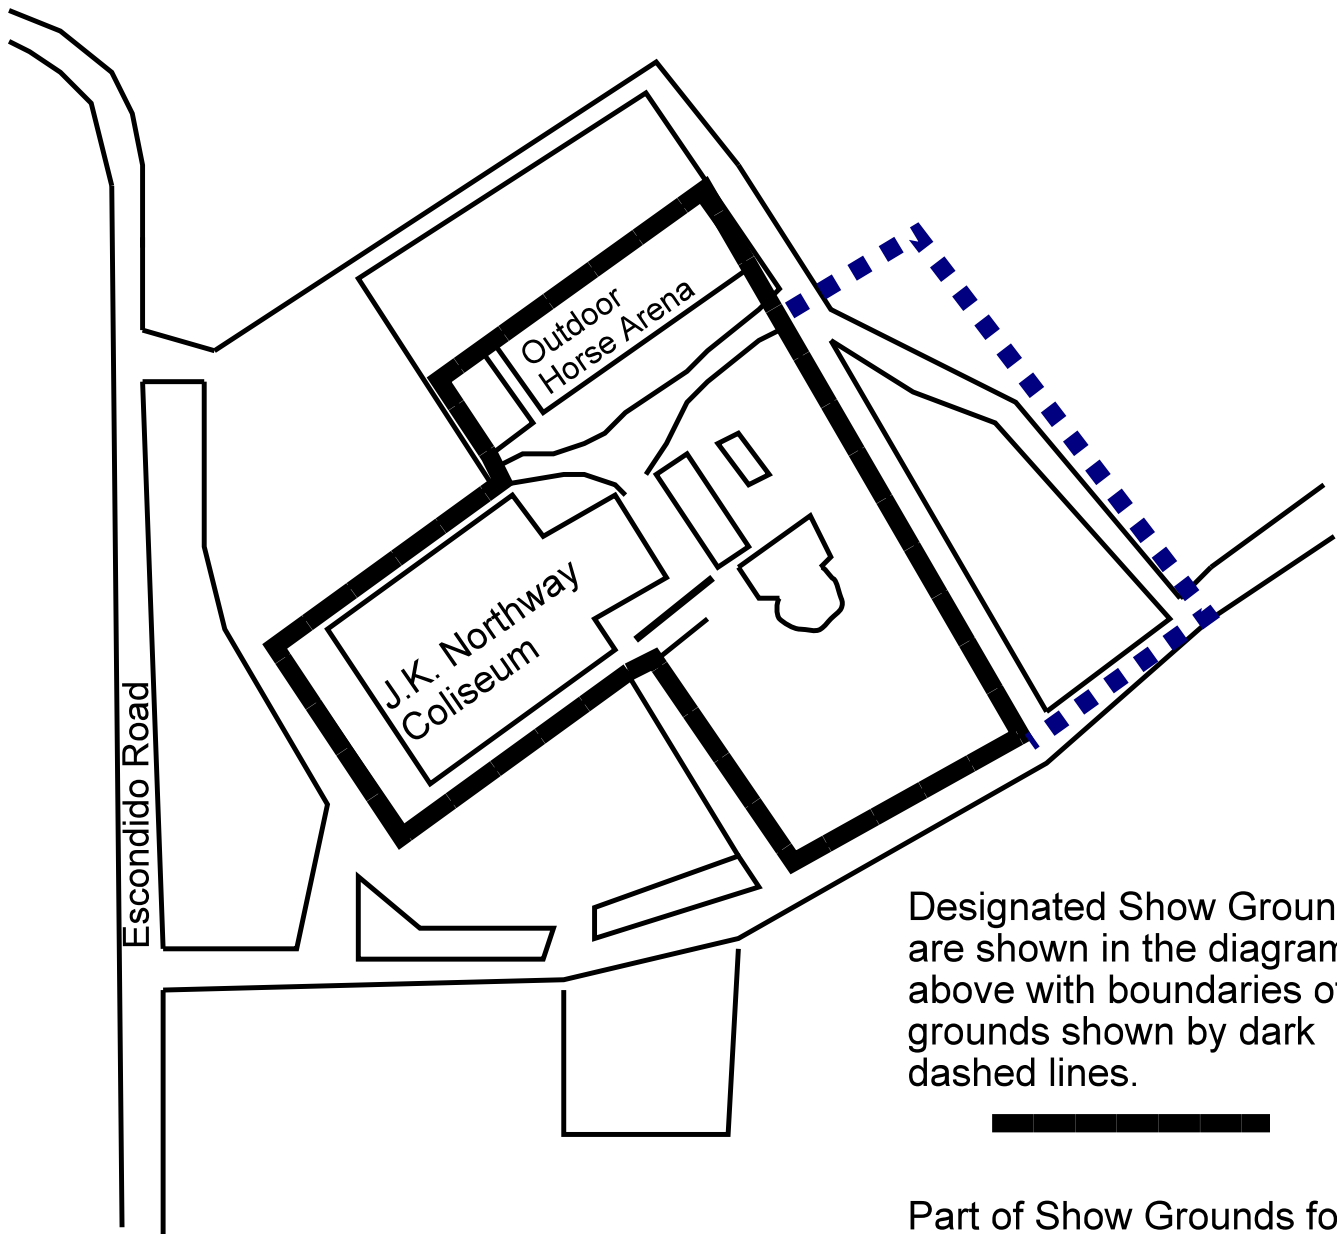 Outdoor
Horse Arena
J.K. Northway
Coliseum
Escondido Road
Designated Show Groun
are shown in the diagram
above with boundaries of
grounds shown by dark
dashed lines.
Part of Show Grounds fo